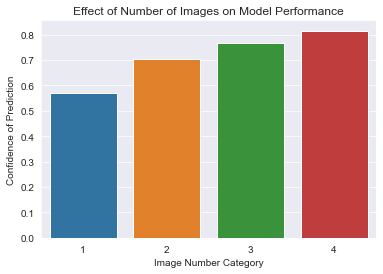 Effect of Number of Images on Model Performance
Confidence of Prediction
0.8
0.7
0.6
0.5
0.4
0.3
0.2
0.1
0.0
1 2 3 4
Image Number Category